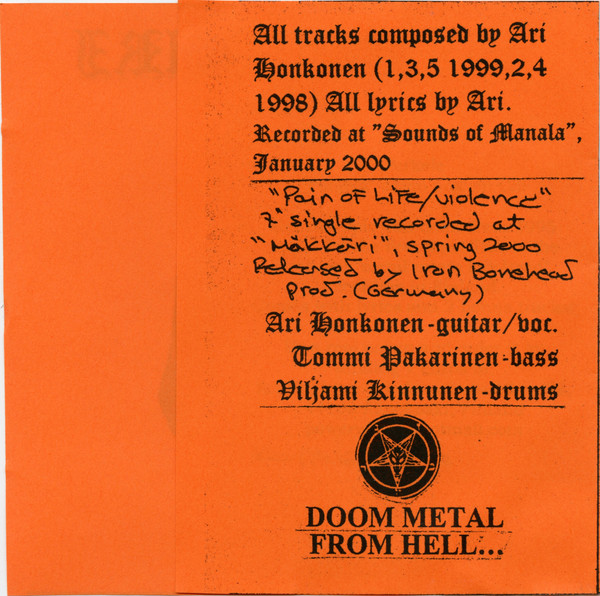 All tracks composed by Ari
Honkonen (1,3,5 1999,2,4
1998) All lyrics by Ari.
Recorded at "Sounds of Manala",
January 2000
"Pain of Life/violence"
7" single recorded at
"Mäkkäri", spring 2000
Released by Iron Bonehead
prod. (Germany)
Ari Honkonen-guitar/voc.
Tommi Pakarinen-bass
Viljami Kinnunen-drums
DOOM METAL
FROM HELL...